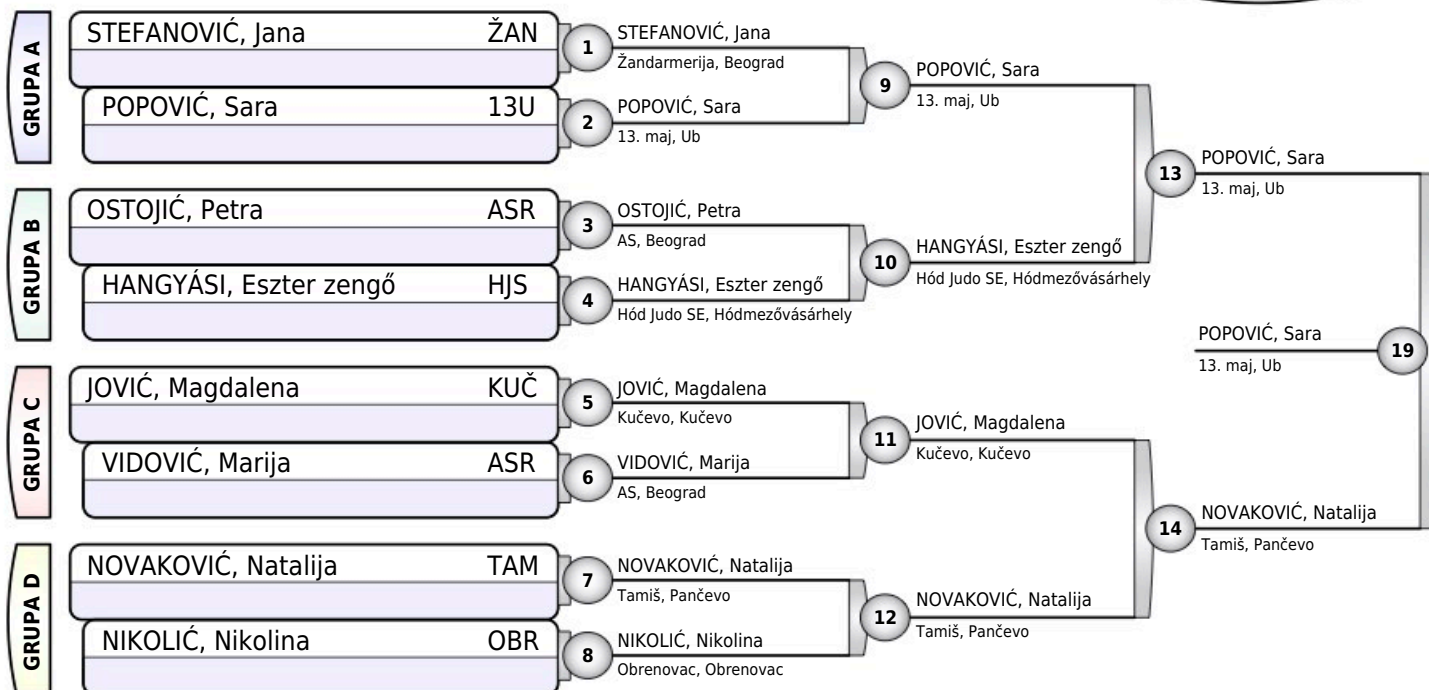 GRUPA A
STEFANOVIĆ, Jana ŽAN
POPOVIĆ, Sara 13U
1
STEFANOVIĆ, Jana
Žandarmerija, Beograd
2
POPOVIĆ, Sara
13. maj, Ub
9
POPOVIĆ, Sara
13. maj, Ub
GRUPA B
OSTOJIĆ, Petra ASR
HANGYÁSI, Eszter zengő HJS
3
OSTOJIĆ, Petra
AS, Beograd
4
HANGYÁSI, Eszter zengő
Hód Judo SE, Hódmezővásárhely
10
HANGYÁSI, Eszter zengő
Hód Judo SE, Hódmezővásárhely
13
POPOVIĆ, Sara
13. maj, Ub
GRUPA C
JOVIĆ, Magdalena KUČ
VIDOVIĆ, Marija ASR
5
JOVIĆ, Magdalena
Kučevo, Kučevo
6
VIDOVIĆ, Marija
AS, Beograd
11
JOVIĆ, Magdalena
Kučevo, Kučevo
GRUPA D
NOVAKOVIĆ, Natalija TAM
NIKOLIĆ, Nikolina OBR
7
NOVAKOVIĆ, Natalija
Tamiš, Pančevo
8
NIKOLIĆ, Nikolina
Obrenovac, Obrenovac
12
NOVAKOVIĆ, Natalija
Tamiš, Pančevo
14
NOVAKOVIĆ, Natalija
Tamiš, Pančevo
POPOVIĆ, Sara
13. maj, Ub
19